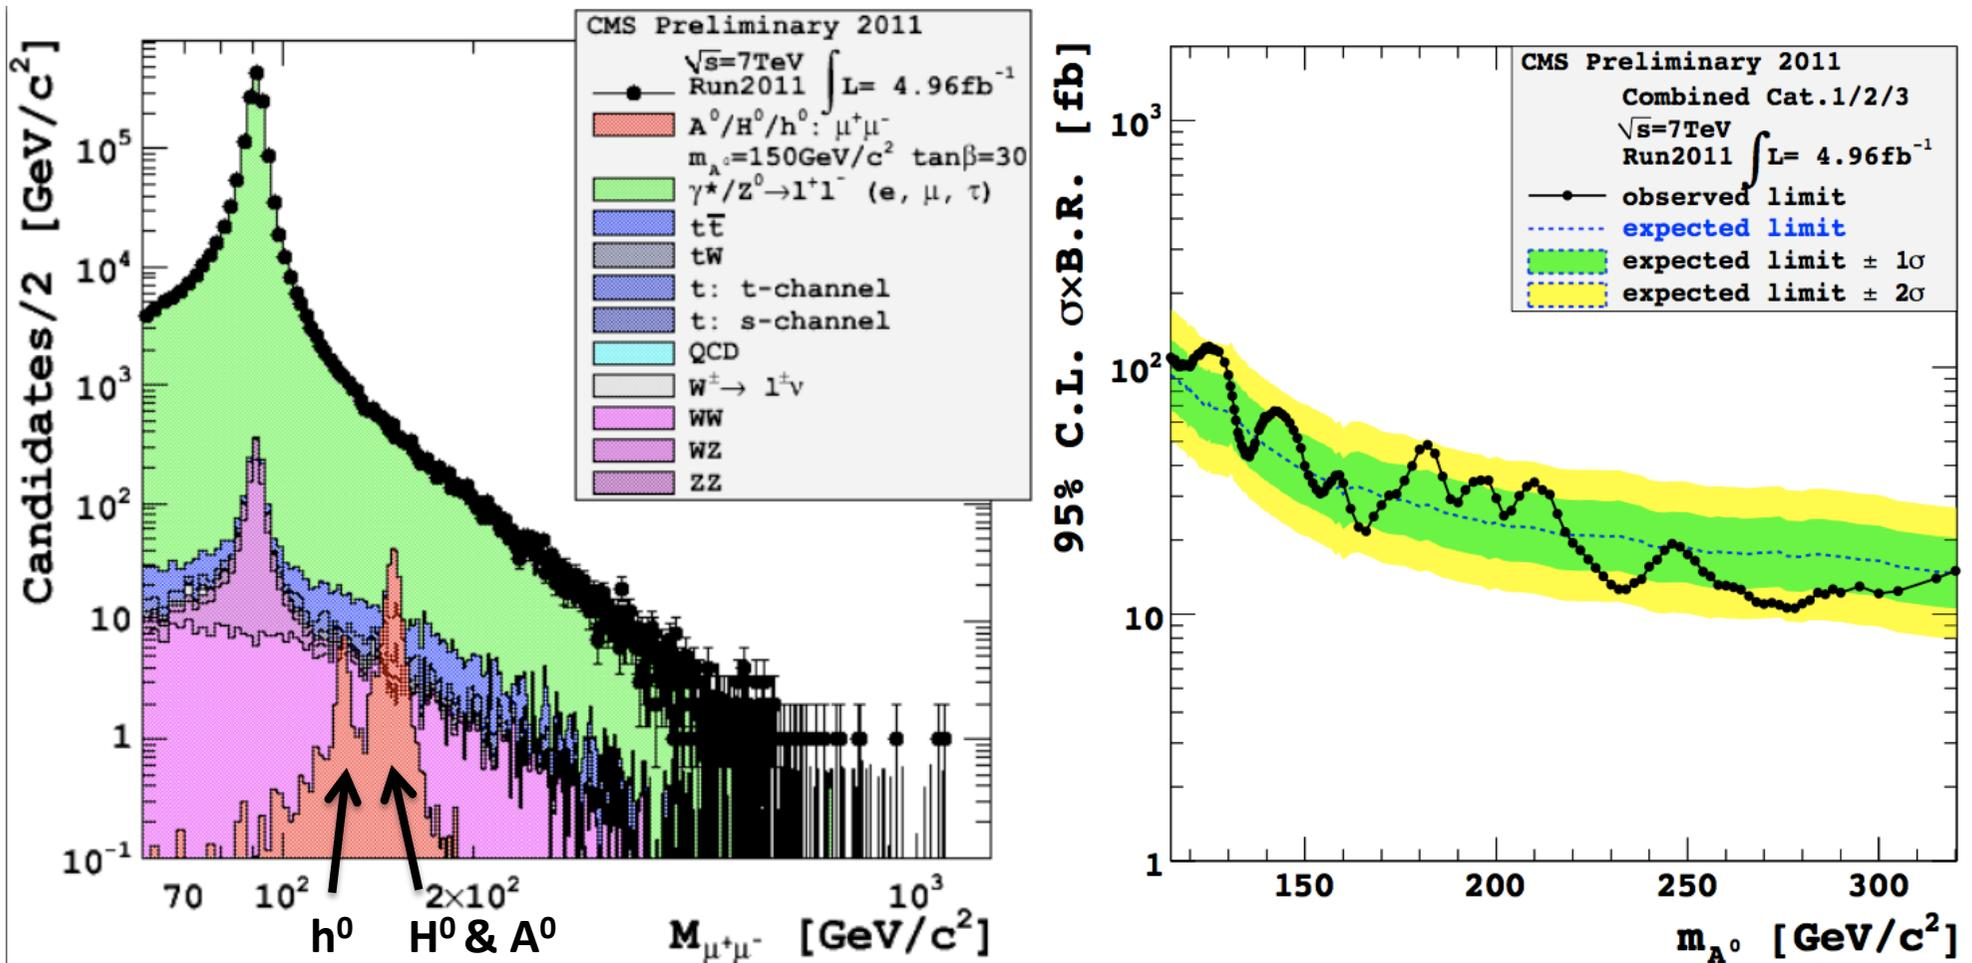 Candidates/2 [GeV/c²]
10⁵
10⁴
10³
10²
10
1
10⁻¹
70
10²
2×10²
10³
h⁰
H⁰ & A⁰
M_μ⁺μ⁻ [GeV/c²]
CMS Preliminary 2011
√s=7TeV
Run2011 ∫L= 4.96fb⁻¹
A⁰/H⁰/h⁰: μ⁺μ⁻
m_A⁰=150GeV/c² tanβ=30
γ*/Z⁰→l⁺l⁻ (e, μ, τ)
tt̅
tW
t: t-channel
t: s-channel
QCD
W±→ l±ν
WW
WZ
ZZ
95% C.L. σ×B.R. [fb]
10³
10²
10
1
150
200
250
300
m_A⁰ [GeV/c²]
CMS Preliminary 2011
Combined Cat.1/2/3
√s=7TeV
Run2011 ∫L= 4.96fb⁻¹
observed limit
expected limit
expected limit ± 1σ
expected limit ± 2σ